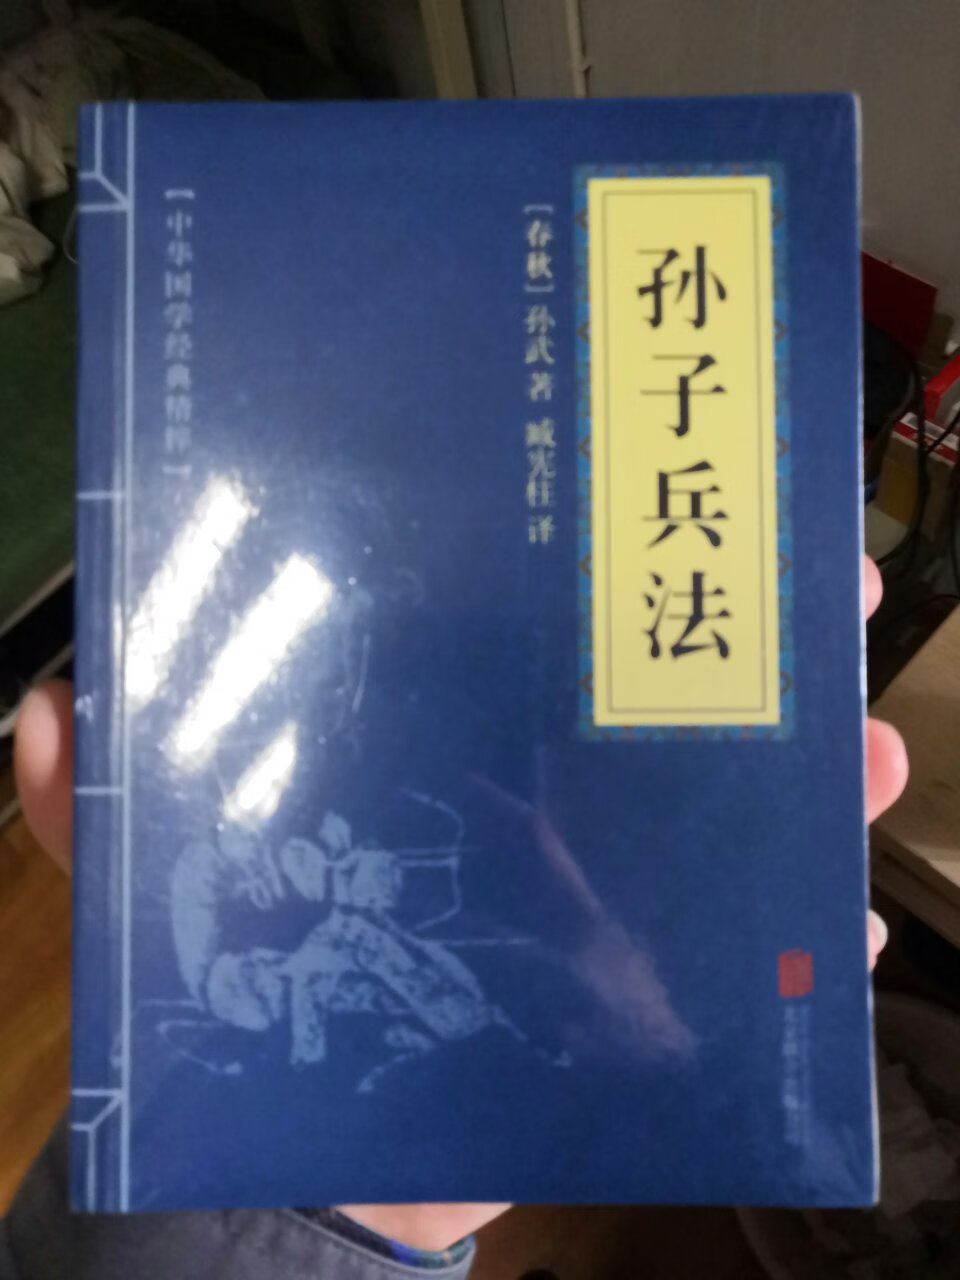 孙子兵法
[春秋]孙武 著 臧宪柱 译
【中华国学经典精粹】